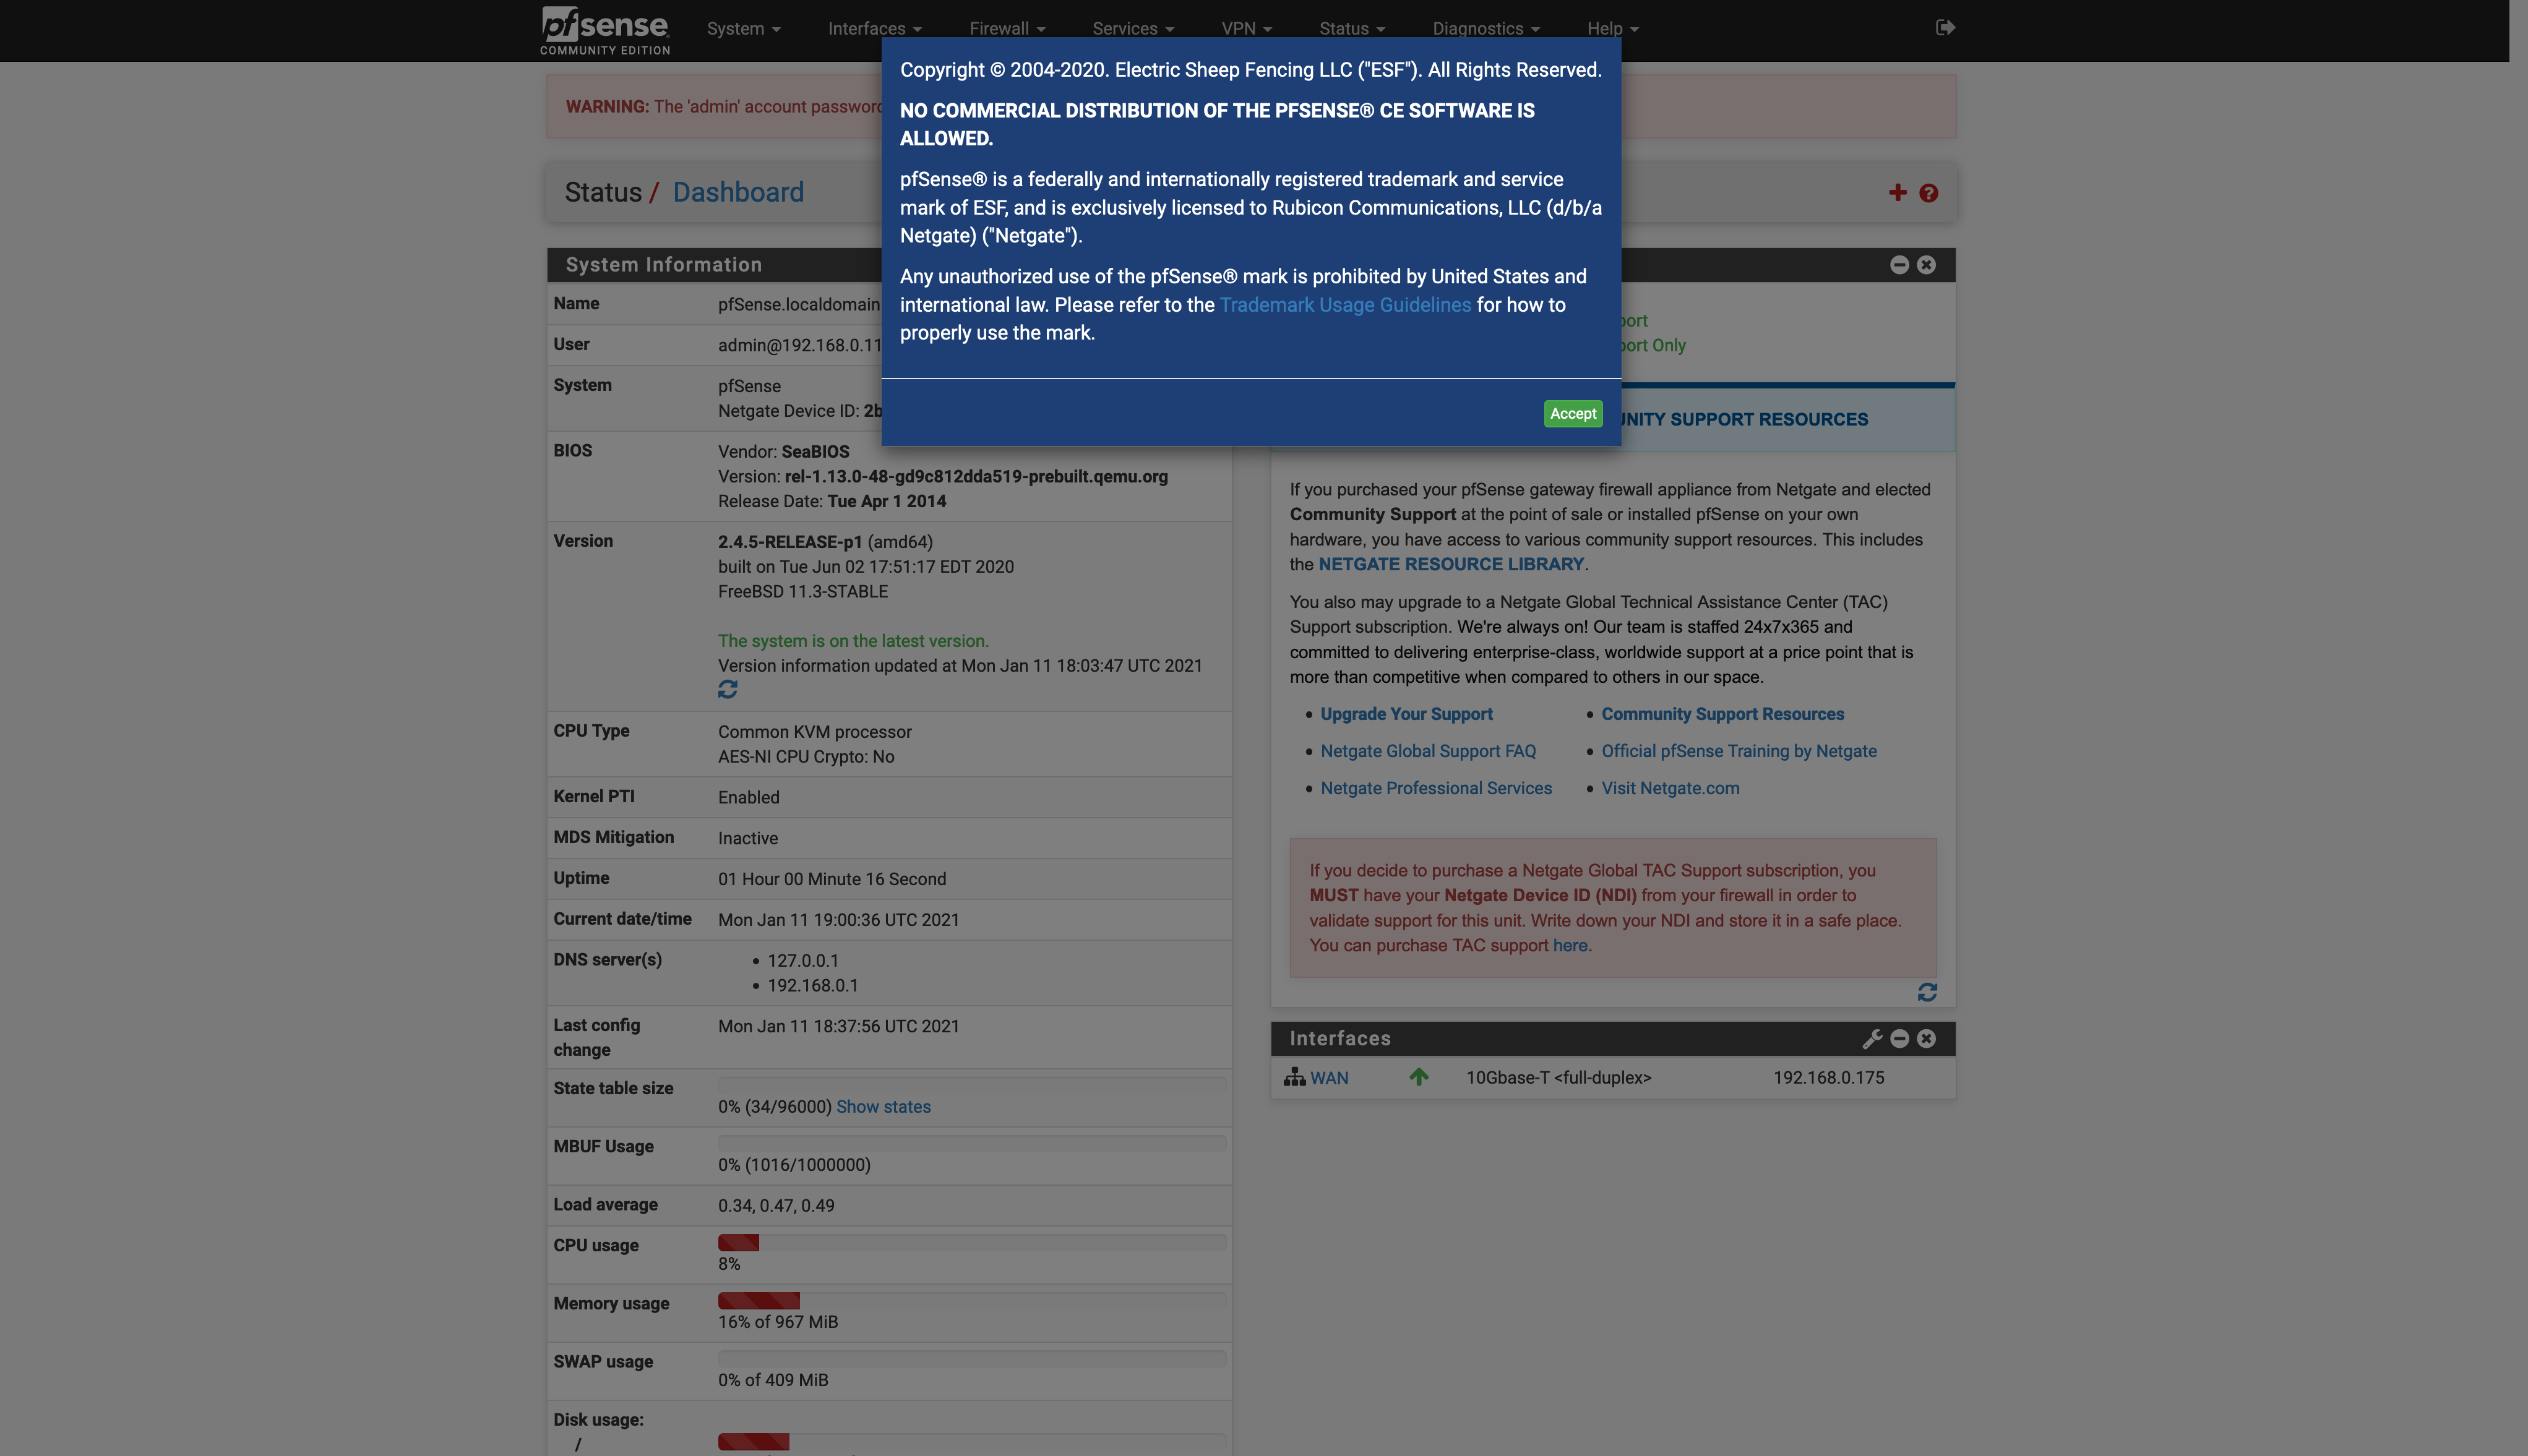 pfsense
COMMUNITY EDITION
System
Interfaces
Firewall
Services
VPN
Status
Diagnostics
Help
Copyright © 2004-2020. Electric Sheep Fencing LLC ("ESF"). All Rights Reserved.
NO COMMERCIAL DISTRIBUTION OF THE PFSENSE® CE SOFTWARE IS
ALLOWED.
pfSense® is a federally and internationally registered trademark and service
mark of ESF, and is exclusively licensed to Rubicon Communications, LLC (d/b/a
Netgate) ("Netgate").
Any unauthorized use of the pfSense® mark is prohibited by United States and
international law. Please refer to the Trademark Usage Guidelines for how to
properly use the mark.
Accept
WARNING: The 'admin' account password
Status / Dashboard
System Information
Name
pfSense.localdomain
User
admin@192.168.0.11
System
pfSense
Netgate Device ID: 2b
BIOS
Vendor: SeaBIOS
Version: rel-1.13.0-48-gd9c812dda519-prebuilt.qemu.org
Release Date: Tue Apr 1 2014
Version
2.4.5-RELEASE-p1 (amd64)
built on Tue Jun 02 17:51:17 EDT 2020
FreeBSD 11.3-STABLE
The system is on the latest version.
Version information updated at Mon Jan 11 18:03:47 UTC 2021
CPU Type
Common KVM processor
AES-NI CPU Crypto: No
Kernel PTI
Enabled
MDS Mitigation
Inactive
Uptime
01 Hour 00 Minute 16 Second
Current date/time
Mon Jan 11 19:00:36 UTC 2021
DNS server(s)
• 127.0.0.1
• 192.168.0.1
Last config
change
Mon Jan 11 18:37:56 UTC 2021
State table size
0% (34/96000) Show states
MBUF Usage
0% (1016/1000000)
Load average
0.34, 0.47, 0.49
CPU usage
8%
Memory usage
16% of 967 MiB
SWAP usage
0% of 409 MiB
Disk usage:
/
port
port Only
NITY SUPPORT RESOURCES
If you purchased your pfSense gateway firewall appliance from Netgate and elected
Community Support at the point of sale or installed pfSense on your own
hardware, you have access to various community support resources. This includes
the NETGATE RESOURCE LIBRARY.
You also may upgrade to a Netgate Global Technical Assistance Center (TAC)
Support subscription. We're always on! Our team is staffed 24x7x365 and
committed to delivering enterprise-class, worldwide support at a price point that is
more than competitive when compared to others in our space.
• Upgrade Your Support
• Community Support Resources
• Netgate Global Support FAQ
• Official pfSense Training by Netgate
• Netgate Professional Services
• Visit Netgate.com
If you decide to purchase a Netgate Global TAC Support subscription, you
MUST have your Netgate Device ID (NDI) from your firewall in order to
validate support for this unit. Write down your NDI and store it in a safe place.
You can purchase TAC support here.
Interfaces
WAN
10Gbase-T <full-duplex>
192.168.0.175